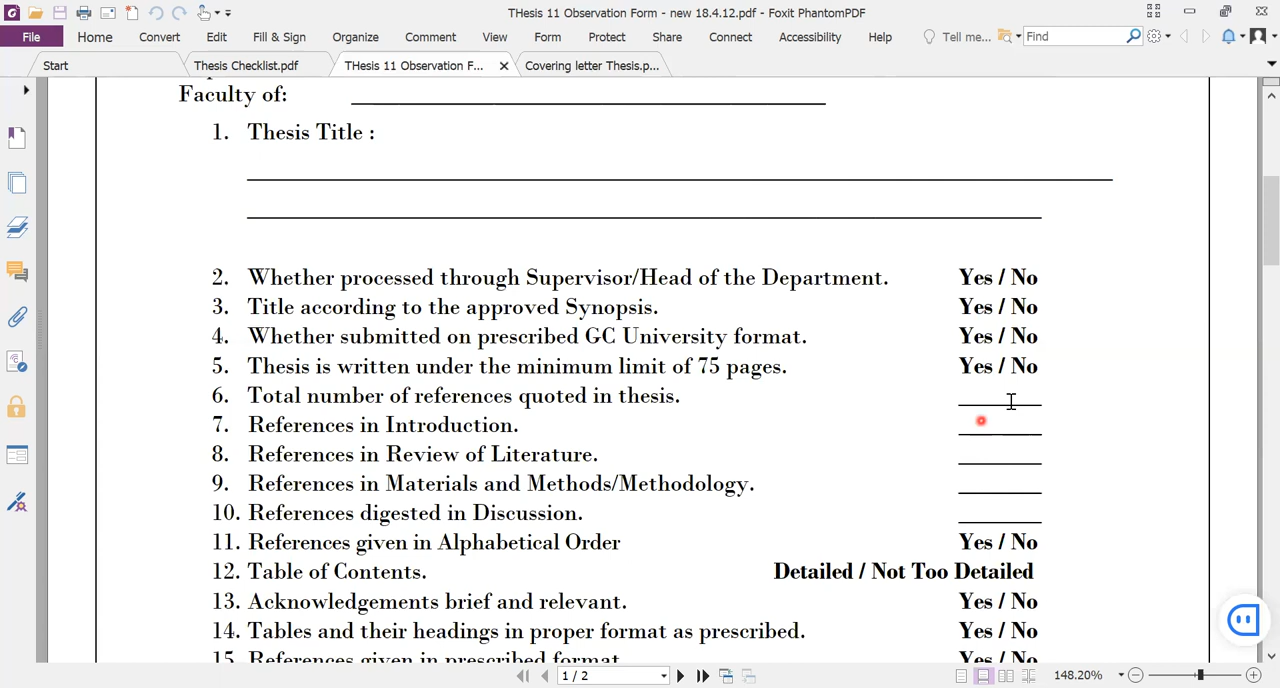 THesis 11 Observation Form - new 18.4.12.pdf - Foxit PhantomPDF
File Home Convert Edit Fill & Sign Organize Comment View Form Protect Share Connect Accessibility Help Tell me... Find
Start Thesis Checklist.pdf THesis 11 Observation F... Covering letter Thesis.p...
Faculty of:
1. Thesis Title :
2. Whether processed through Supervisor/Head of the Department. Yes / No
3. Title according to the approved Synopsis. Yes / No
4. Whether submitted on prescribed GC University format. Yes / No
5. Thesis is written under the minimum limit of 75 pages. Yes / No
6. Total number of references quoted in thesis.
7. References in Introduction.
8. References in Review of Literature.
9. References in Materials and Methods/Methodology.
10. References digested in Discussion.
11. References given in Alphabetical Order Yes / No
12. Table of Contents. Detailed / Not Too Detailed
13. Acknowledgements brief and relevant. Yes / No
14. Tables and their headings in proper format as prescribed. Yes / No
15. References given in prescribed format. Yes / No
1 / 2 148.20%